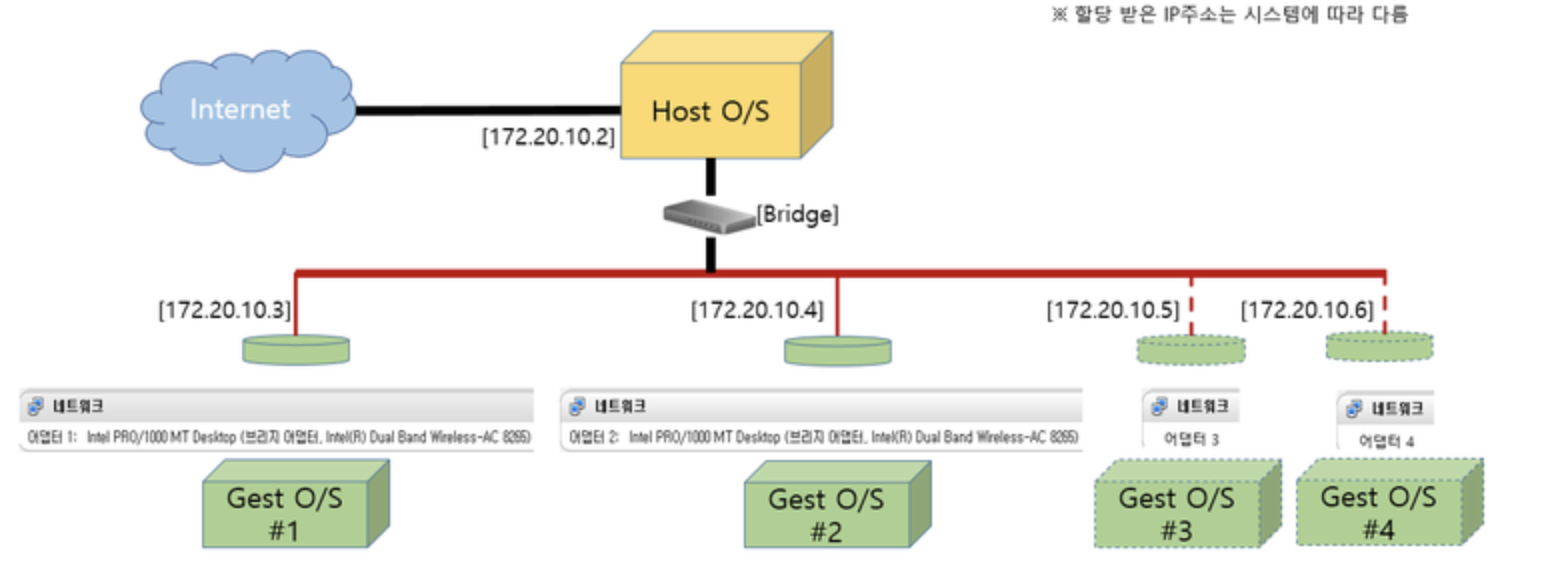 ※ 할당 받은 IP주소는 시스템에 따라 다름
Internet
Host O/S
[172.20.10.2]
[Bridge]
[172.20.10.3]
[172.20.10.4]
[172.20.10.5]
[172.20.10.6]
네트워크
어댑터 1: Intel PRO/1000 MT Desktop (브리지 어댑터, Intel(R) Dual Band Wireless-AC 8265)
네트워크
어댑터 2: Intel PRO/1000 MT Desktop (브리지 어댑터, Intel(R) Dual Band Wireless-AC 8265)
네트워크
어댑터 3
네트워크
어댑터 4
Gest O/S
#1
Gest O/S
#2
Gest O/S
#3
Gest O/S
#4